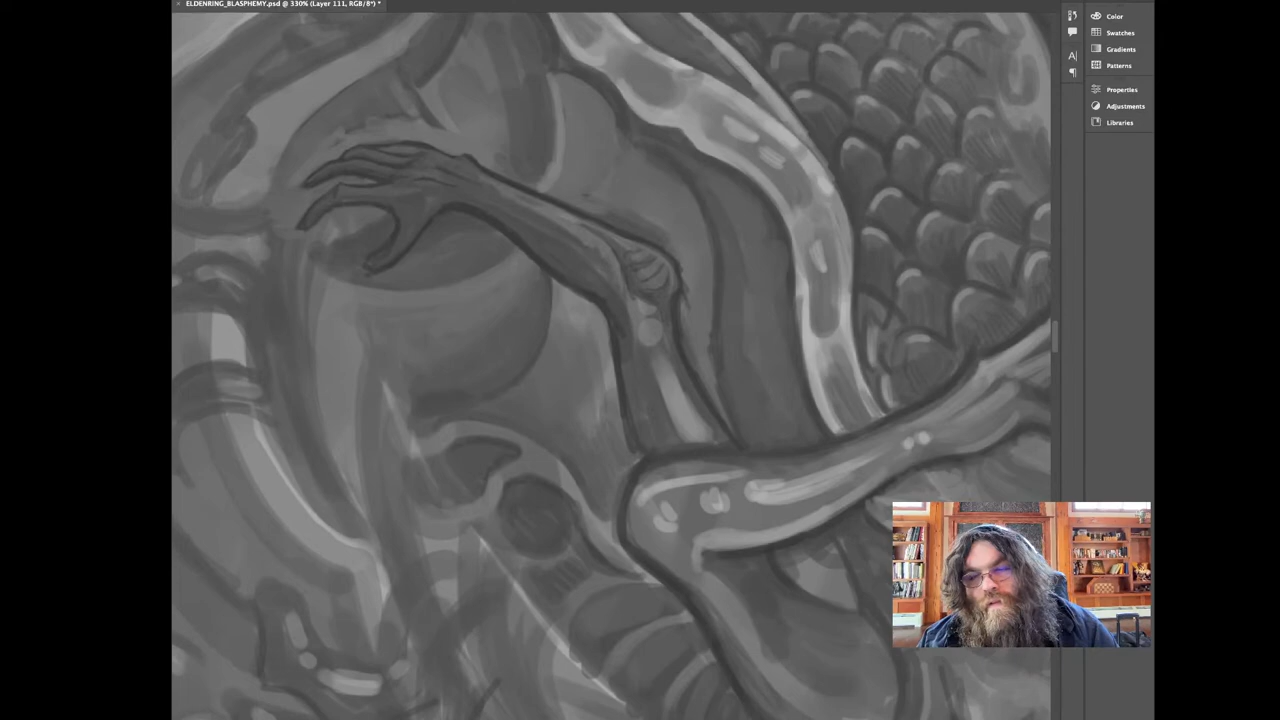 × ELDENRING_BLASPHEMY.psd @ 330% (Layer 111, RGB/8*) *
Color
Swatches
Gradients
Patterns
Properties
Adjustments
Libraries